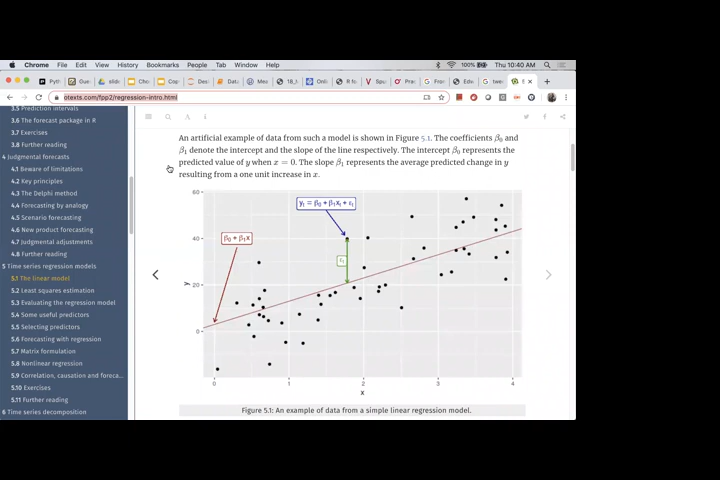 Chrome File Edit View History Bookmarks People Tab Window Help 100% Thu 10:40 AM
otexts.com/fpp2/regression-intro.html
3.5 Prediction intervals
3.6 The forecast package in R
3.7 Exercises
3.8 Further reading
4 Judgmental forecasts
4.1 Beware of limitations
4.2 Key principles
4.3 The Delphi method
4.4 Forecasting by analogy
4.5 Scenario forecasting
4.6 New product forecasting
4.7 Judgmental adjustments
4.8 Further reading
5 Time series regression models
5.1 The linear model
5.2 Least squares estimation
5.3 Evaluating the regression model
5.4 Some useful predictors
5.5 Selecting predictors
5.6 Forecasting with regression
5.7 Matrix formulation
5.8 Nonlinear regression
5.9 Correlation, causation and foreca...
5.10 Exercises
5.11 Further reading
6 Time series decomposition
An artificial example of data from such a model is shown in Figure 5.1. The coefficients β0 and
β1 denote the intercept and the slope of the line respectively. The intercept β0 represents the
predicted value of y when x = 0. The slope β1 represents the average predicted change in y
resulting from a one unit increase in x.
60
yt = β0 + β1xt + εt
40
β0 + β1x
εt
y
20
0
0 1 2 3 4
x
Figure 5.1: An example of data from a simple linear regression model.